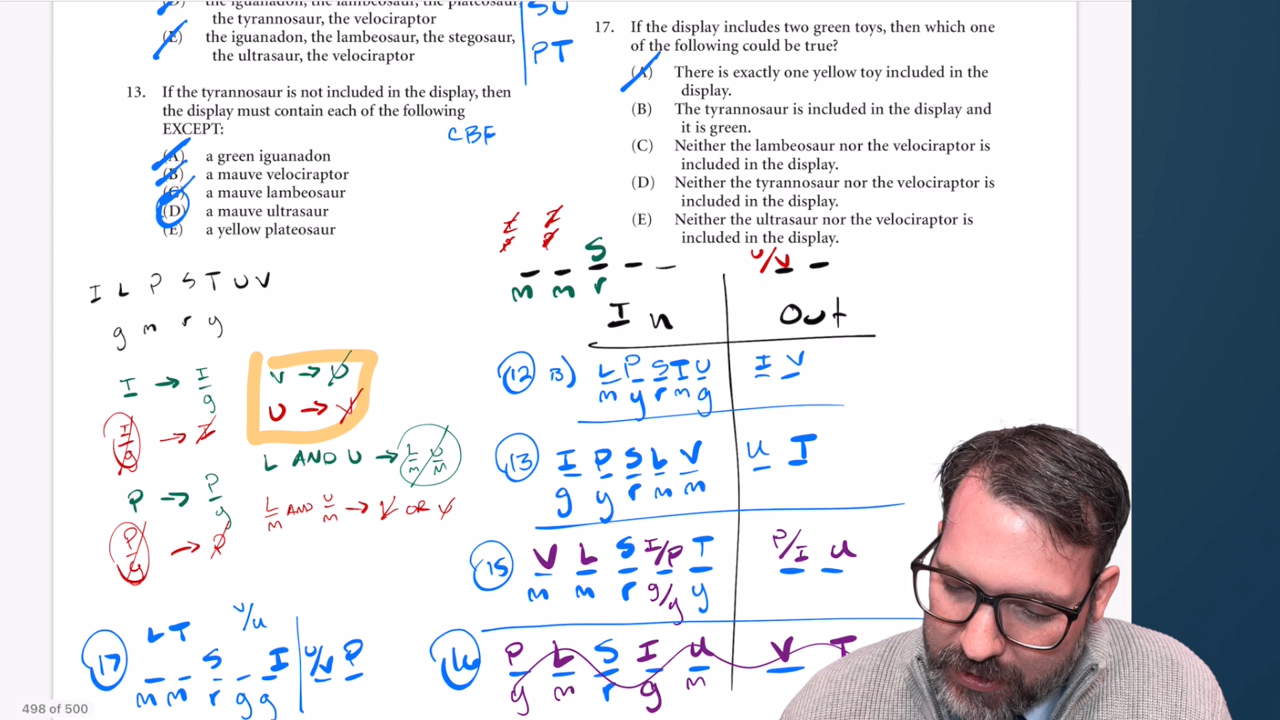 the tyrannosaur, the velociraptor
(E) the iguanadon, the lambeosaur, the stegosaur,
the ultrasaur, the velociraptor
SU
PT
13. If the tyrannosaur is not included in the display, then
the display must contain each of the following
EXCEPT:
CBF
(A) a green iguanadon
(B) a mauve velociraptor
(C) a mauve lambeosaur
(D) a mauve ultrasaur
(E) a yellow plateosaur
17. If the display includes two green toys, then which one
of the following could be true?
(A) There is exactly one yellow toy included in the
display.
(B) The tyrannosaur is included in the display and
it is green.
(C) Neither the lambeosaur nor the velociraptor is
included in the display.
(D) Neither the tyrannosaur nor the velociraptor is
included in the display.
(E) Neither the ultrasaur nor the velociraptor is
included in the display.
I L P S T U V
g m r y
S
m m r
U/V
In Out
I → I g
V → U
U → V
L AND U → L m U m
P → P y
L m AND U m → L OR U
12 B) L P S T U I V
m y r m g
13 I P S L V U I
g y r m m
15 V L S I/P T P/I U
m m r g/y y
16 P L S I U V T
y m r g m
17 L T V/U
S I U/V P
m m r g g
498 of 500